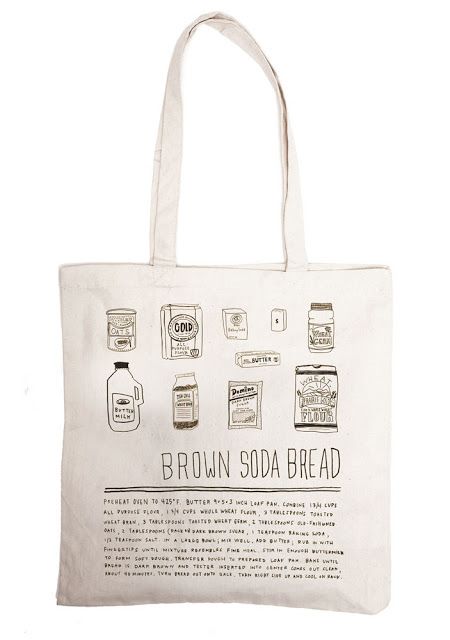 OATS
GOLD
ALL
PURPOSE
FLOUR
S
WHEAT
GERM
BUTTER
BUTTER
MILK
Domino
WHEAT
FLOUR
BROWN SODA BREAD
PREHEAT OVEN TO 425°F. BUTTER 9×5×3 INCH LOAF PAN. COMBINE 1 3/4 CUPS
ALL PURPOSE FLOUR, 1 3/4 CUPS WHOLE WHEAT FLOUR, 3 TABLESPOONS TOASTED
WHEAT BRAN, 3 TABLESPOONS TOASTED WHEAT GERM, 2 TABLESPOONS OLD-FASHIONED
OATS, 2 TABLESPOONS (PACKED) DARK BROWN SUGAR, 1 TEASPOON BAKING SODA,
1/2 TEASPOON SALT. IN A LARGE BOWL; MIX WELL. ADD BUTTER; RUB IN WITH
FINGERTIPS UNTIL MIXTURE RESEMBLES FINE MEAL. STIR IN ENOUGH BUTTERMILK
TO FORM SOFT DOUGH. TRANSFER DOUGH TO PREPARED LOAF PAN. BAKE UNTIL
BREAD IS DARK BROWN AND TESTER INSERTED INTO CENTER COMES OUT CLEAN,
ABOUT 40 MINUTES. TURN BREAD OUT ONTO RACK. TURN RIGHT SIDE UP AND COOL ON RACK.